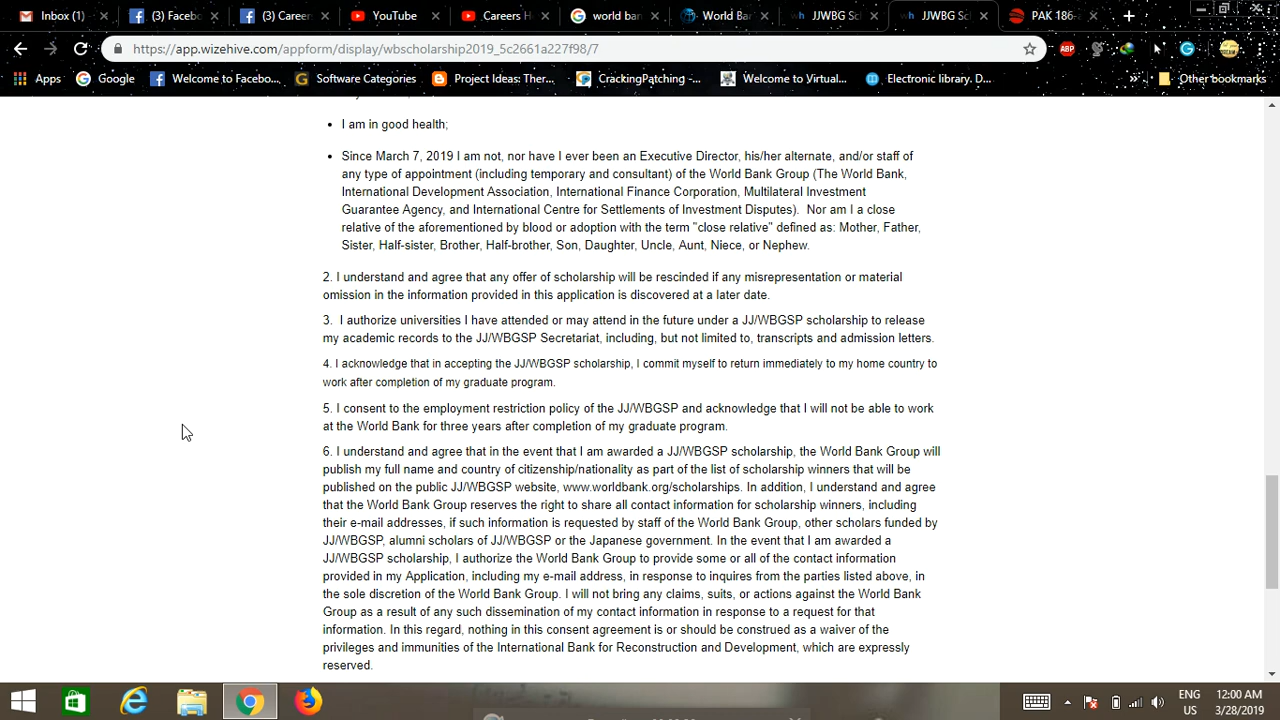 Inbox (1)
(3) Facebo
(3) Career
YouTube
Careers H
world ban
World Ba
JJWBG Sc
JJWBG Sc
PAK 186-
https://app.wizehive.com/appform/display/wbscholarship2019_5c2661a227f98/7
ABP
Apps
Google
Welcome to Facebo...
Software Categories
Project Ideas: Ther...
CrackingPatching -...
Welcome to Virtual...
Electronic library. D...
»
Other bookmarks
• I am in good health;
• Since March 7, 2019 I am not, nor have I ever been an Executive Director, his/her alternate, and/or staff of
any type of appointment (including temporary and consultant) of the World Bank Group (The World Bank,
International Development Association, International Finance Corporation, Multilateral Investment
Guarantee Agency, and International Centre for Settlements of Investment Disputes).  Nor am I a close
relative of the aforementioned by blood or adoption with the term "close relative" defined as: Mother, Father,
Sister, Half-sister, Brother, Half-brother, Son, Daughter, Uncle, Aunt, Niece, or Nephew.
2. I understand and agree that any offer of scholarship will be rescinded if any misrepresentation or material
omission in the information provided in this application is discovered at a later date.
3.  I authorize universities I have attended or may attend in the future under a JJ/WBGSP scholarship to release
my academic records to the JJ/WBGSP Secretariat, including, but not limited to, transcripts and admission letters.
4. I acknowledge that in accepting the JJ/WBGSP scholarship, I commit myself to return immediately to my home country to
work after completion of my graduate program.
5. I consent to the employment restriction policy of the JJ/WBGSP and acknowledge that I will not be able to work
at the World Bank for three years after completion of my graduate program.
6. I understand and agree that in the event that I am awarded a JJ/WBGSP scholarship, the World Bank Group will
publish my full name and country of citizenship/nationality as part of the list of scholarship winners that will be
published on the public JJ/WBGSP website, www.worldbank.org/scholarships. In addition, I understand and agree
that the World Bank Group reserves the right to share all contact information for scholarship winners, including
their e-mail addresses, if such information is requested by staff of the World Bank Group, other scholars funded by
JJ/WBGSP, alumni scholars of JJ/WBGSP or the Japanese government. In the event that I am awarded a
JJ/WBGSP scholarship, I authorize the World Bank Group to provide some or all of the contact information
provided in my Application, including my e-mail address, in response to inquires from the parties listed above, in
the sole discretion of the World Bank Group. I will not bring any claims, suits, or actions against the World Bank
Group as a result of any such dissemination of my contact information in response to a request for that
information. In this regard, nothing in this consent agreement is or should be construed as a waiver of the
privileges and immunities of the International Bank for Reconstruction and Development, which are expressly
reserved.
ENG
US
12:00 AM
3/28/2019